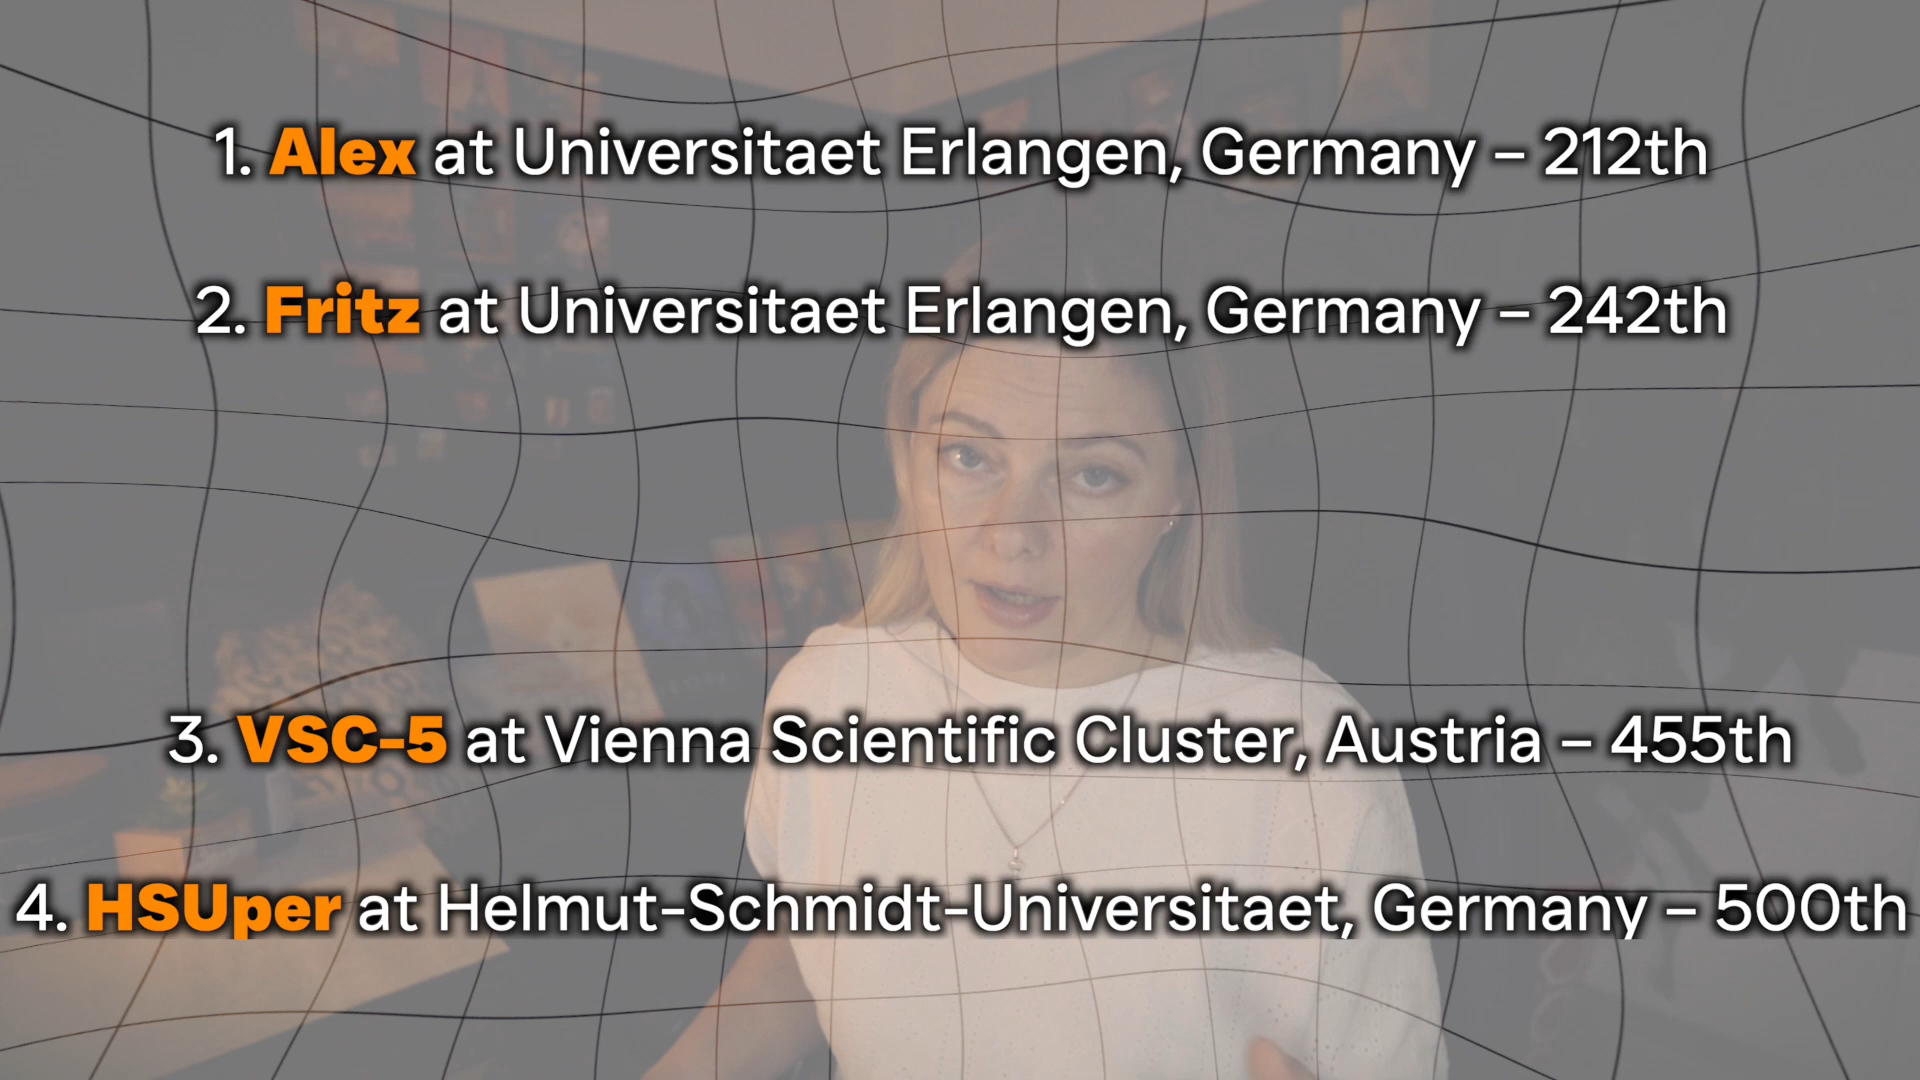 1. Alex at Universitaet Erlangen, Germany – 212th
2. Fritz at Universitaet Erlangen, Germany – 242th
3. VSC-5 at Vienna Scientific Cluster, Austria – 455th
4. HSUper at Helmut-Schmidt-Universitaet, Germany – 500th